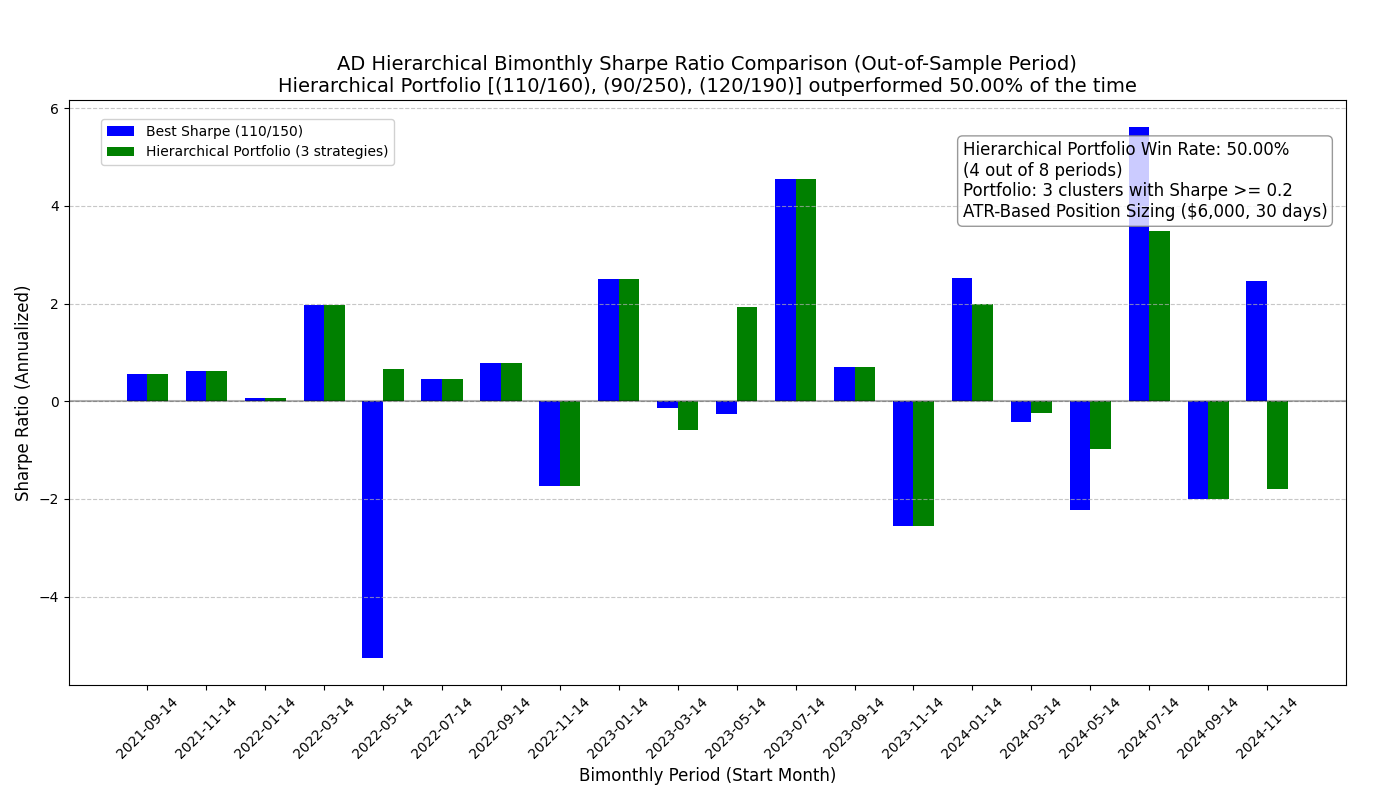 AD Hierarchical Bimonthly Sharpe Ratio Comparison (Out-of-Sample Period)
Hierarchical Portfolio [(110/160), (90/250), (120/190)] outperformed 50.00% of the time
Best Sharpe (110/150)
Hierarchical Portfolio (3 strategies)
Hierarchical Portfolio Win Rate: 50.00%
(4 out of 8 periods)
Portfolio: 3 clusters with Sharpe >= 0.2
ATR-Based Position Sizing ($6,000, 30 days)
Sharpe Ratio (Annualized)
6
4
2
0
−2
−4
2021-09-14
2021-11-14
2022-01-14
2022-03-14
2022-05-14
2022-07-14
2022-09-14
2022-11-14
2023-01-14
2023-03-14
2023-05-14
2023-07-14
2023-09-14
2023-11-14
2024-01-14
2024-03-14
2024-05-14
2024-07-14
2024-09-14
2024-11-14
Bimonthly Period (Start Month)